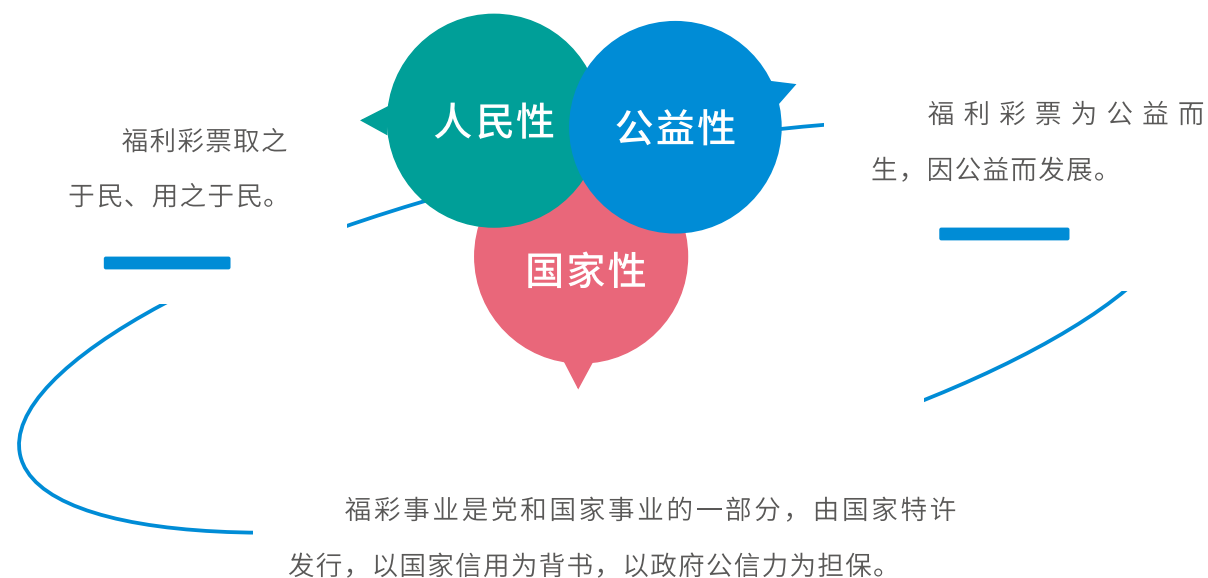 人民性
公益性
国家性
福利彩票取之
于民、用之于民。
福利彩票为公益而
生，因公益而发展。
福彩事业是党和国家事业的一部分，由国家特许
发行，以国家信用为背书，以政府公信力为担保。